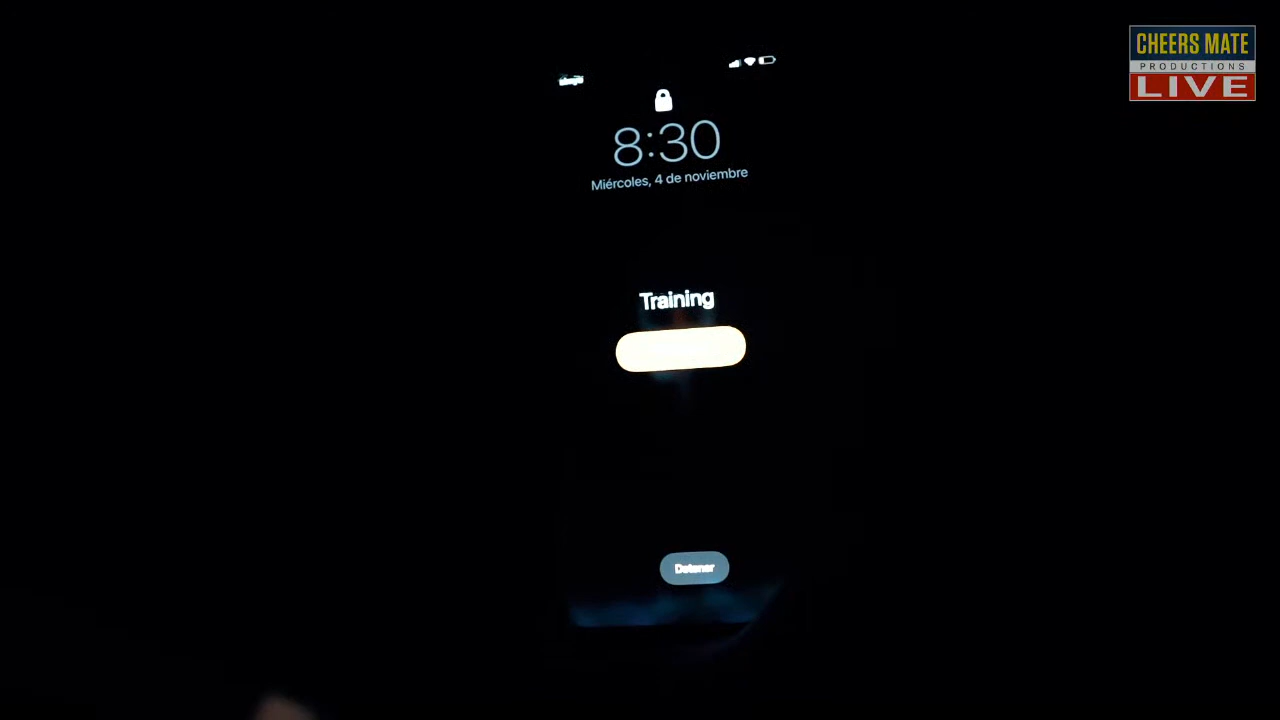 CHEERS MATE
PRODUCTIONS
LIVE
8:30
Miércoles, 4 de noviembre
Training
Detener